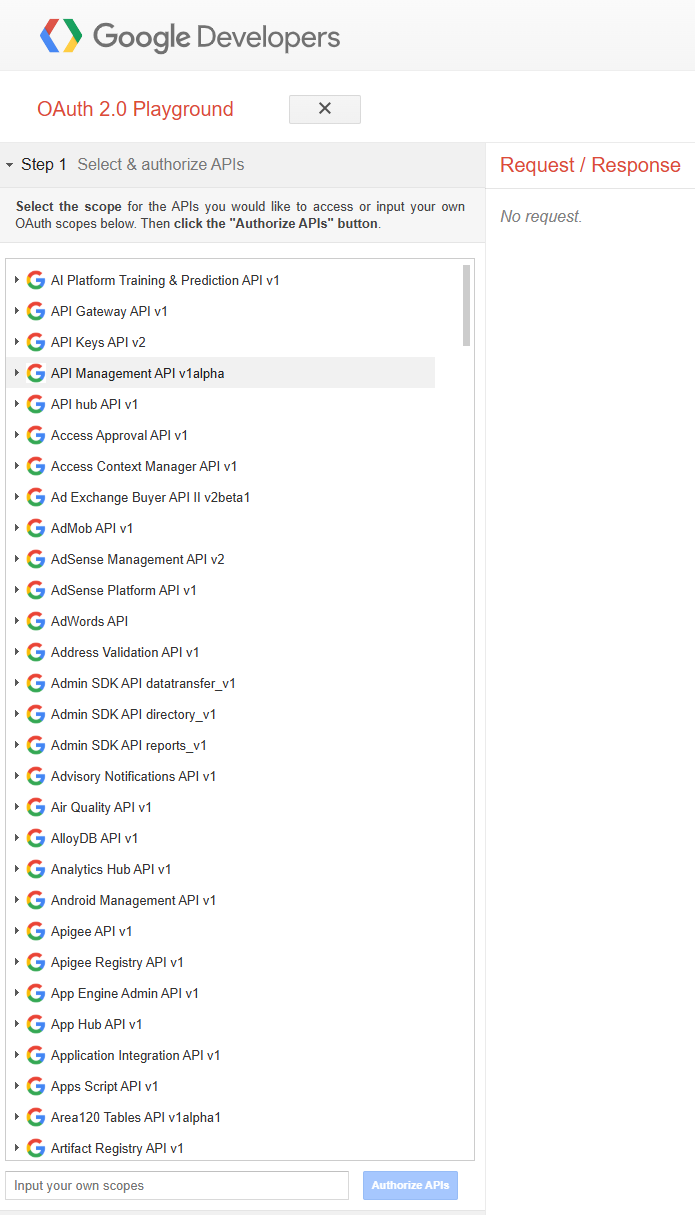 Google Developers
OAuth 2.0 Playground
Step 1 Select & authorize APIs
Select the scope for the APIs you would like to access or input your own
OAuth scopes below. Then click the "Authorize APIs" button.
AI Platform Training & Prediction API v1
API Gateway API v1
API Keys API v2
API Management API v1alpha
API hub API v1
Access Approval API v1
Access Context Manager API v1
Ad Exchange Buyer API II v2beta1
AdMob API v1
AdSense Management API v2
AdSense Platform API v1
AdWords API
Address Validation API v1
Admin SDK API datatransfer_v1
Admin SDK API directory_v1
Admin SDK API reports_v1
Advisory Notifications API v1
Air Quality API v1
AlloyDB API v1
Analytics Hub API v1
Android Management API v1
Apigee API v1
Apigee Registry API v1
App Engine Admin API v1
App Hub API v1
Application Integration API v1
Apps Script API v1
Area120 Tables API v1alpha1
Artifact Registry API v1
Input your own scopes
Authorize APIs
Request / Response
No request.